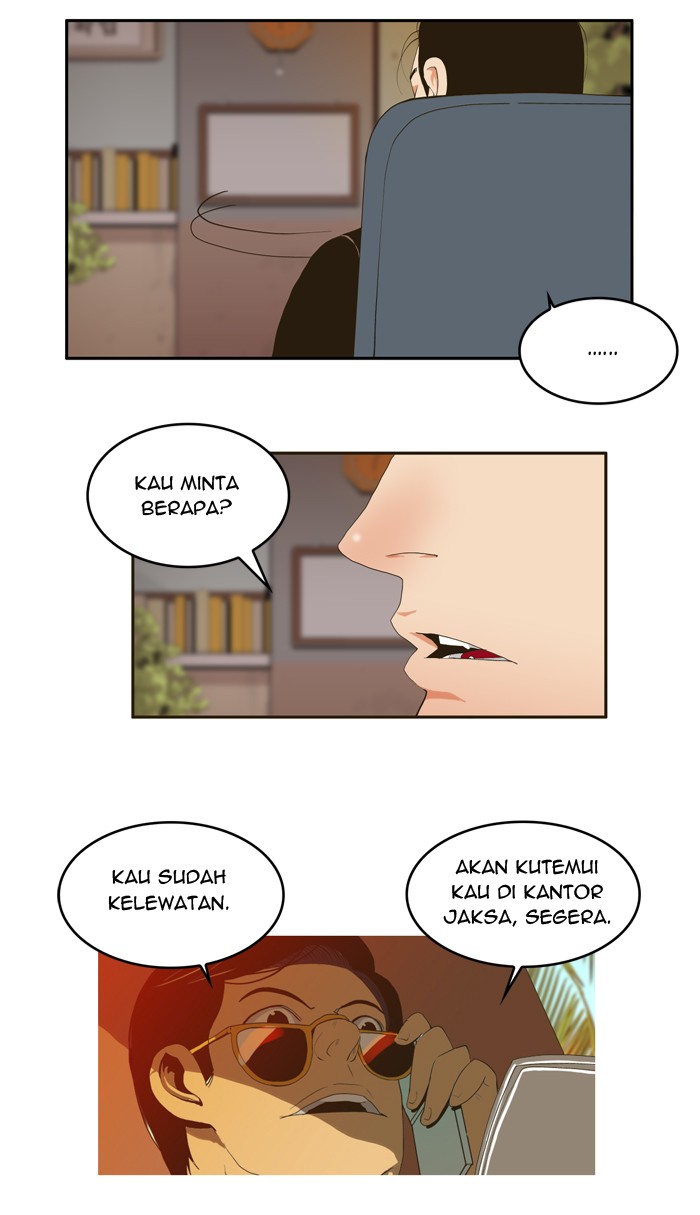 ......
KAU MINTA
BERAPA?
KAU SUDAH
KELEWATAN.
AKAN KUTEMUI
KAU DI KANTOR
JAKSA, SEGERA.